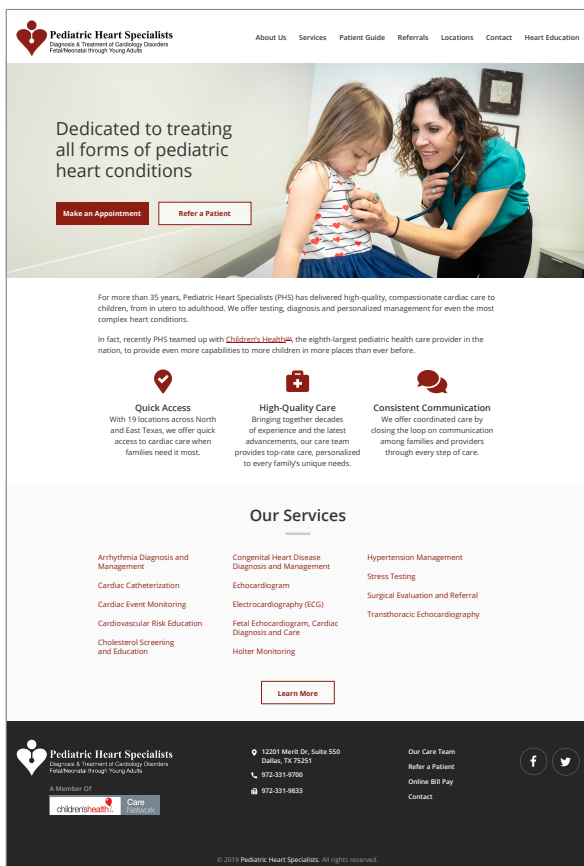 Pediatric Heart Specialists
Diagnosis & Treatment of Cardiology Disorders
Fetal/Neonatal through Young Adults
About Us Services Patient Guide Referrals Locations Contact Heart Education
Dedicated to treating
all forms of pediatric
heart conditions
Make an Appointment
Refer a Patient
For more than 35 years, Pediatric Heart Specialists (PHS) has delivered high-quality, compassionate cardiac care to
children, from in utero to adulthood. We offer testing, diagnosis and personalized management for even the most
complex heart conditions.
In fact, recently PHS teamed up with Children's Health℠, the eighth-largest pediatric health care provider in the
nation, to provide even more capabilities to more children in more places than ever before.
Quick Access
With 19 locations across North
and East Texas, we offer quick
access to cardiac care when
families need it most.
High-Quality Care
Bringing together decades
of experience and the latest
advancements, our care team
provides top-rate care, personalized
to every family's unique needs.
Consistent Communication
We offer coordinated care by
closing the loop on communication
among families and providers
through every step of care.
Our Services
Arrhythmia Diagnosis and
Management
Cardiac Catheterization
Cardiac Event Monitoring
Cardiovascular Risk Education
Cholesterol Screening
and Education
Congenital Heart Disease
Diagnosis and Management
Echocardiogram
Electrocardiography (ECG)
Fetal Echocardiogram, Cardiac
Diagnosis and Care
Holter Monitoring
Hypertension Management
Stress Testing
Surgical Evaluation and Referral
Transthoracic Echocardiography
Learn More
Pediatric Heart Specialists
Diagnosis & Treatment of Cardiology Disorders
Fetal/Neonatal through Young Adults
A Member Of
children'shealth
Care
Network
12201 Merit Dr, Suite 550
Dallas, TX 75251
972-331-9700
972-331-9833
Our Care Team
Refer a Patient
Online Bill Pay
Contact
© 2019 Pediatric Heart Specialists. All rights reserved.